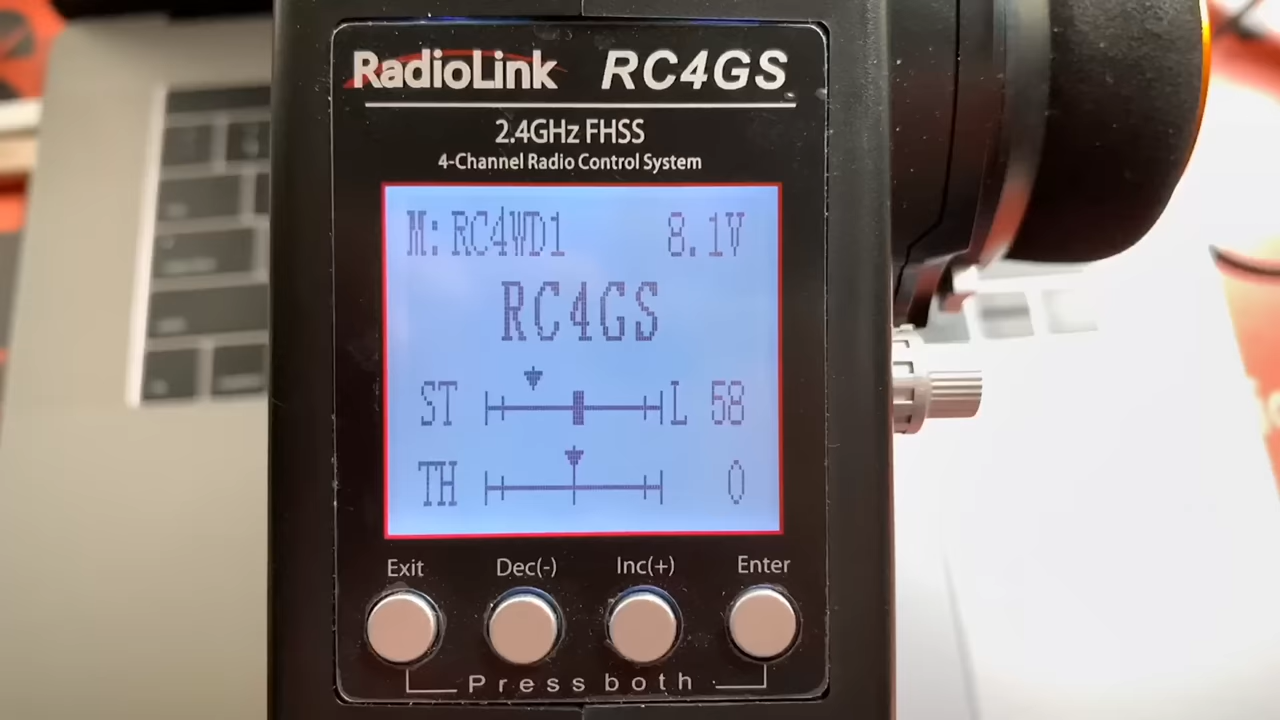 RadioLink RC4GS
2.4GHz FHSS
4-Channel Radio Control System
M:RC4WD1 8.1V
RC4GS
ST L 58
TH 0
Exit Dec(-) Inc(+) Enter
Press both